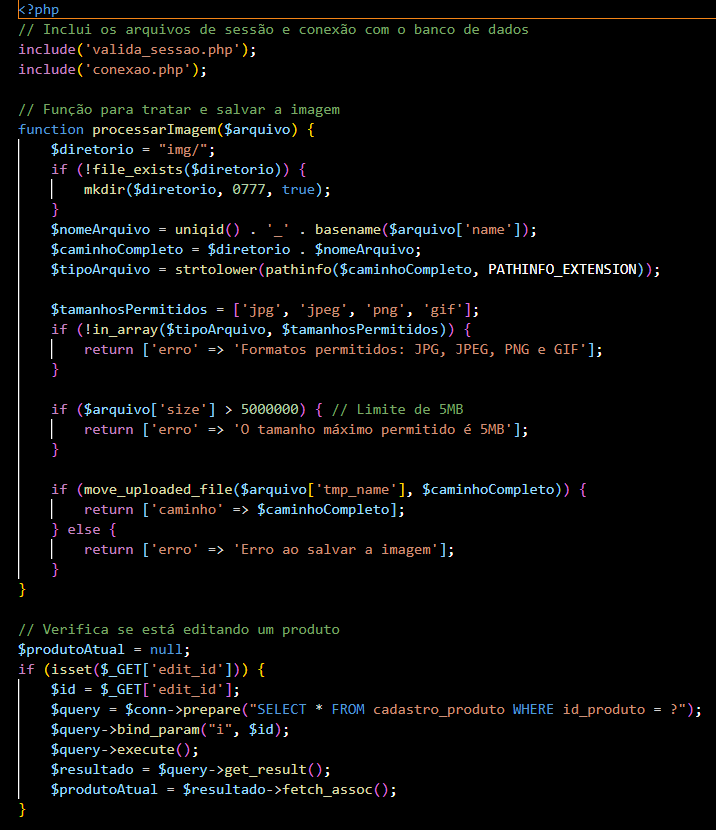 <?php
// Inclui os arquivos de sessão e conexão com o banco de dados
include('valida_sessao.php');
include('conexao.php');

// Função para tratar e salvar a imagem
function processarImagem($arquivo) {
    $diretorio = "img/";
    if (!file_exists($diretorio)) {
        mkdir($diretorio, 0777, true);
    }
    $nomeArquivo = uniqid() . '_' . basename($arquivo['name']);
    $caminhoCompleto = $diretorio . $nomeArquivo;
    $tipoArquivo = strtolower(pathinfo($caminhoCompleto, PATHINFO_EXTENSION));

    $tamanhosPermitidos = ['jpg', 'jpeg', 'png', 'gif'];
    if (!in_array($tipoArquivo, $tamanhosPermitidos)) {
        return ['erro' => 'Formatos permitidos: JPG, JPEG, PNG e GIF'];
    }

    if ($arquivo['size'] > 5000000) { // Limite de 5MB
        return ['erro' => 'O tamanho máximo permitido é 5MB'];
    }

    if (move_uploaded_file($arquivo['tmp_name'], $caminhoCompleto)) {
        return ['caminho' => $caminhoCompleto];
    } else {
        return ['erro' => 'Erro ao salvar a imagem'];
    }
}

// Verifica se está editando um produto
$produtoAtual = null;
if (isset($_GET['edit_id'])) {
    $id = $_GET['edit_id'];
    $query = $conn->prepare("SELECT * FROM cadastro_produto WHERE id_produto = ?");
    $query->bind_param("i", $id);
    $query->execute();
    $resultado = $query->get_result();
    $produtoAtual = $resultado->fetch_assoc();
}